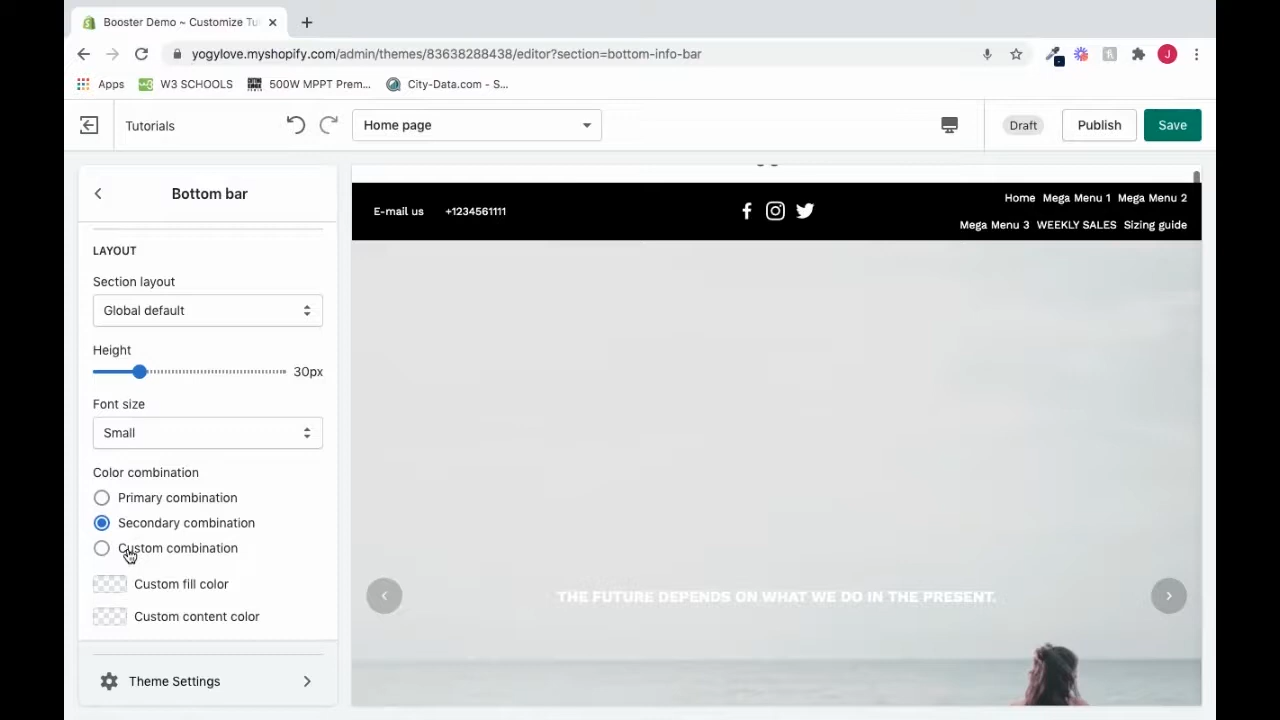 Booster Demo ~ Customize Tu
yogylove.myshopify.com/admin/themes/83638288438/editor?section=bottom-info-bar
J
Apps W3 SCHOOLS 500W MPPT Prem... City-Data.com - S...
Tutorials
Home page
Draft
Publish
Save
Bottom bar
LAYOUT
Section layout
Global default
Height
30px
Font size
Small
Color combination
Primary combination
Secondary combination
Custom combination
Custom fill color
Custom content color
Theme Settings
E-mail us +1234561111
Home Mega Menu 1 Mega Menu 2
Mega Menu 3 WEEKLY SALES Sizing guide
THE FUTURE DEPENDS ON WHAT WE DO IN THE PRESENT.